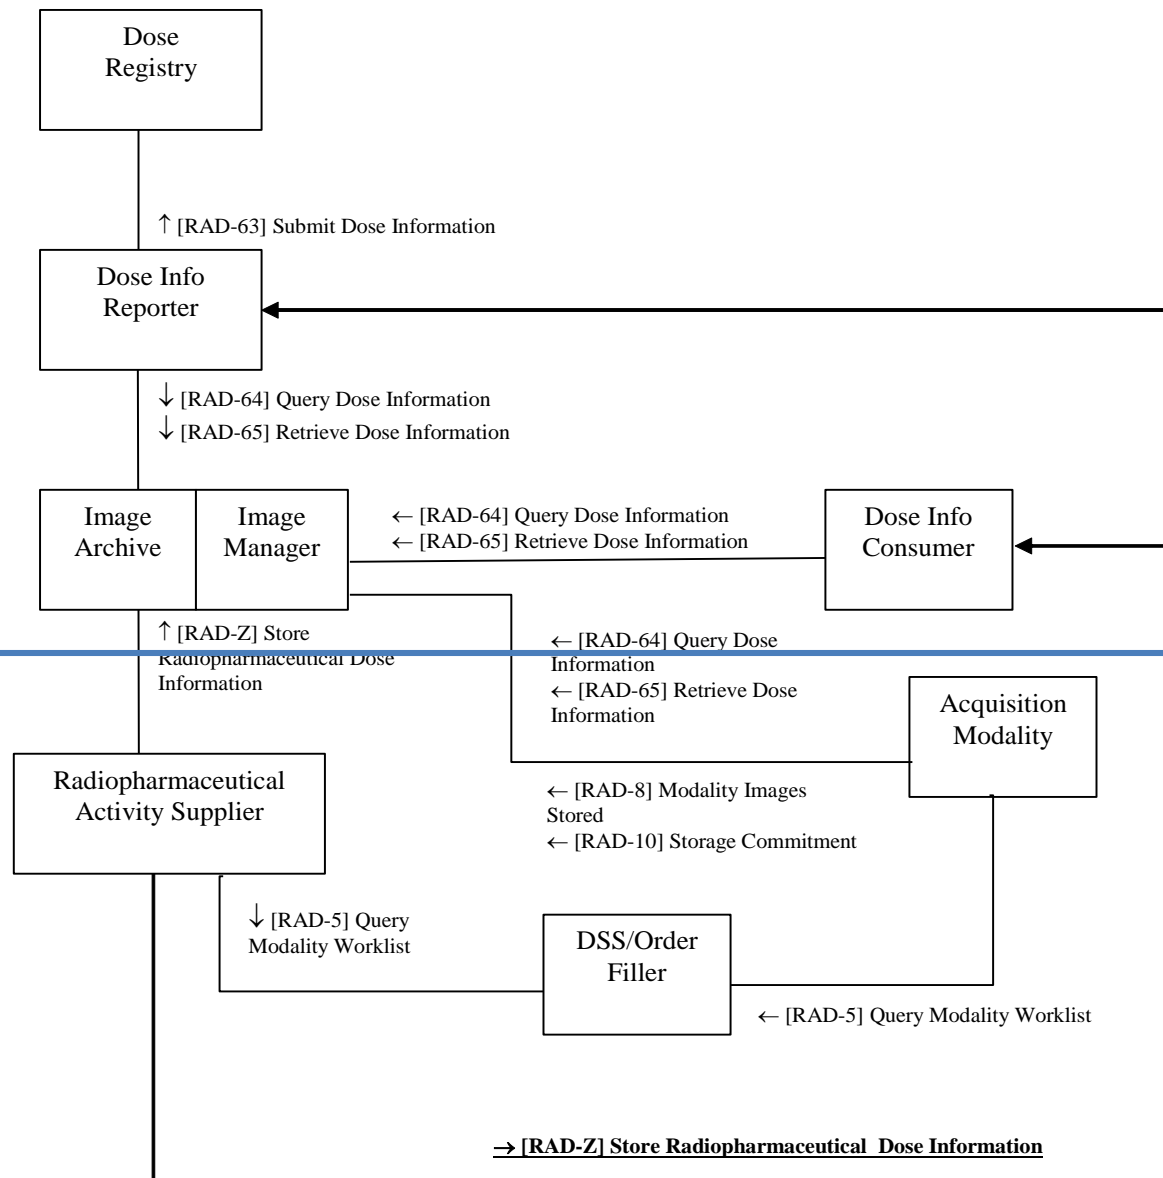 Dose
Registry
↑ [RAD-63] Submit Dose Information
Dose Info
Reporter
↓ [RAD-64] Query Dose Information
↓ [RAD-65] Retrieve Dose Information
Image
Archive
Image
Manager
← [RAD-64] Query Dose Information
← [RAD-65] Retrieve Dose Information
Dose Info
Consumer
↑ [RAD-Z] Store
Radiopharmaceutical Dose
Information
← [RAD-64] Query Dose
Information
← [RAD-65] Retrieve Dose
Information
Acquisition
Modality
Radiopharmaceutical
Activity Supplier
← [RAD-8] Modality Images
Stored
← [RAD-10] Storage Commitment
↓ [RAD-5] Query
Modality Worklist
DSS/Order
Filler
← [RAD-5] Query Modality Worklist
→ [RAD-Z] Store Radiopharmaceutical Dose Information